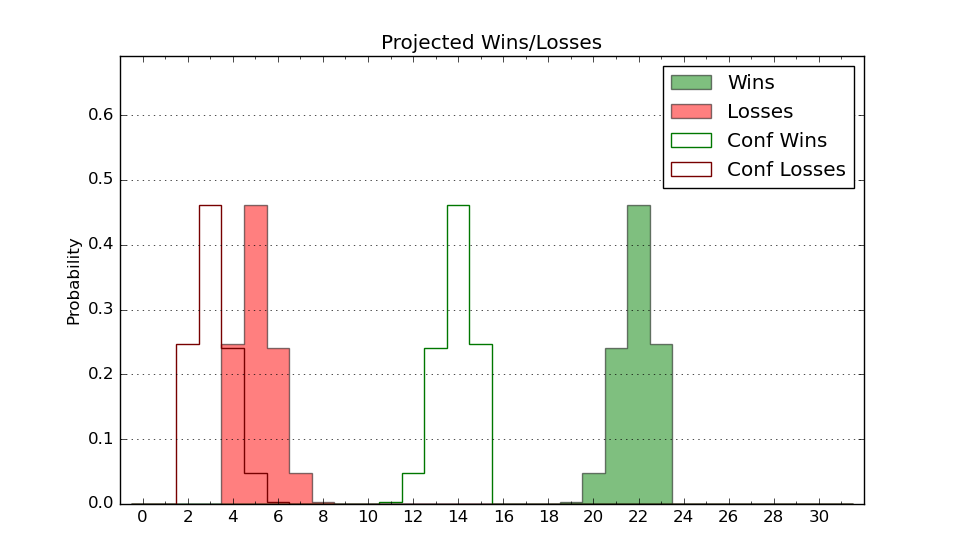 Projected Wins/Losses
Wins
Losses
Conf Wins
Conf Losses
Probability
0.6
0.5
0.4
0.3
0.2
0.1
0.0
0 2 4 6 8 10 12 14 16 18 20 22 24 26 28 30